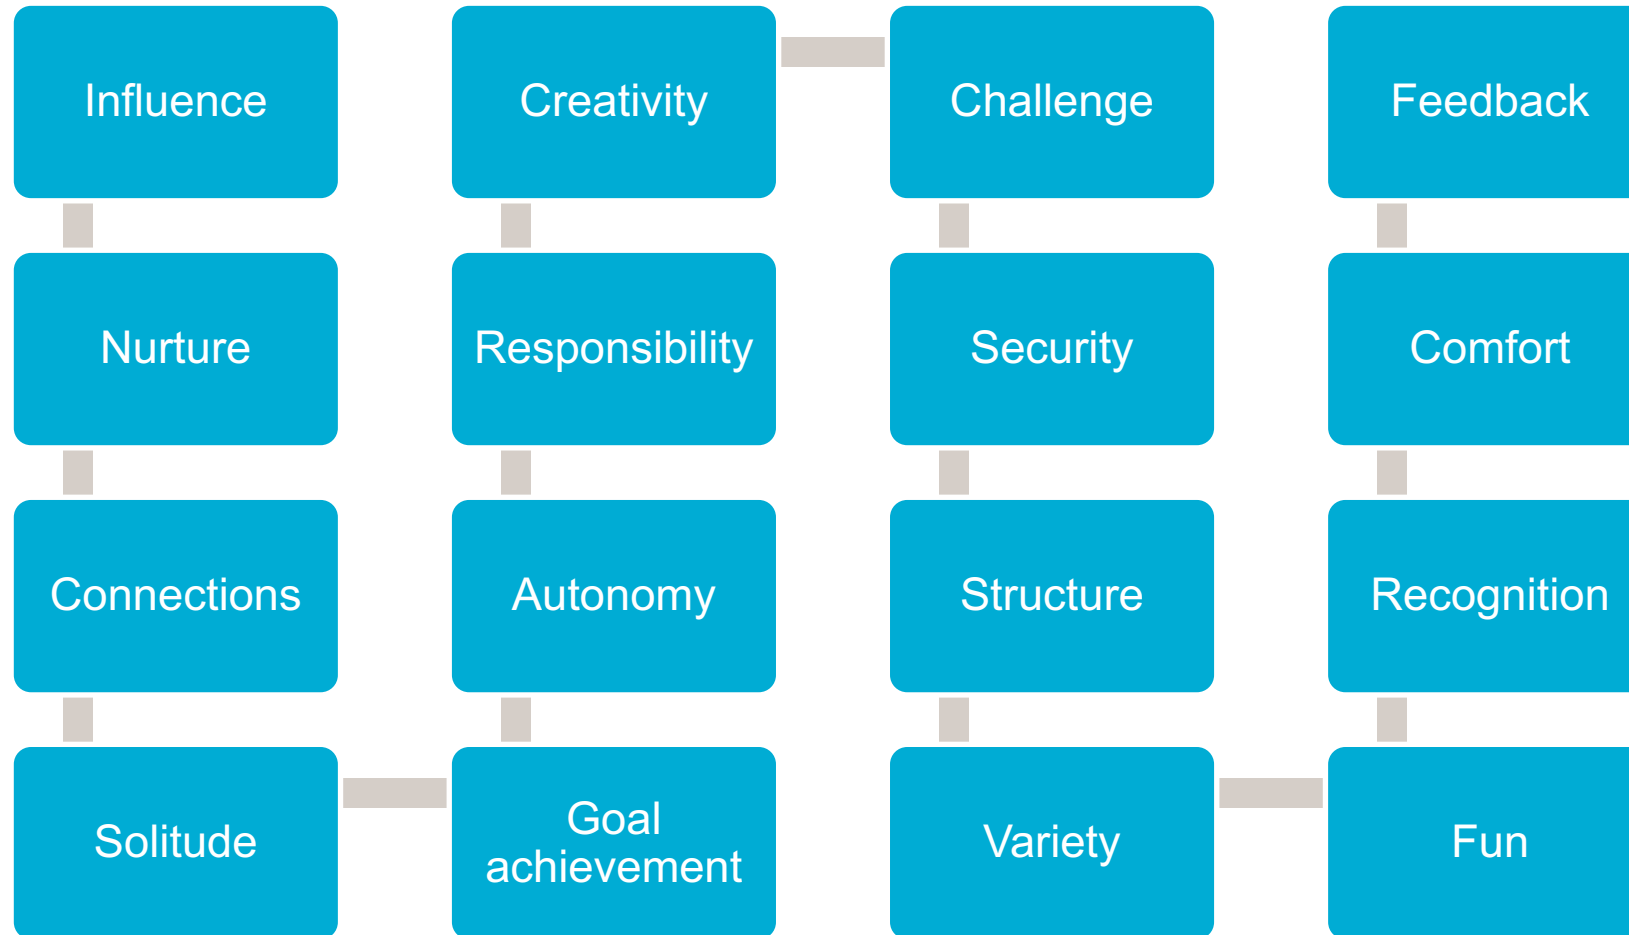 Influence
Nurture
Connections
Solitude
Goal
achievement
Autonomy
Responsibility
Creativity
Challenge
Security
Structure
Variety
Fun
Recognition
Comfort
Feedback